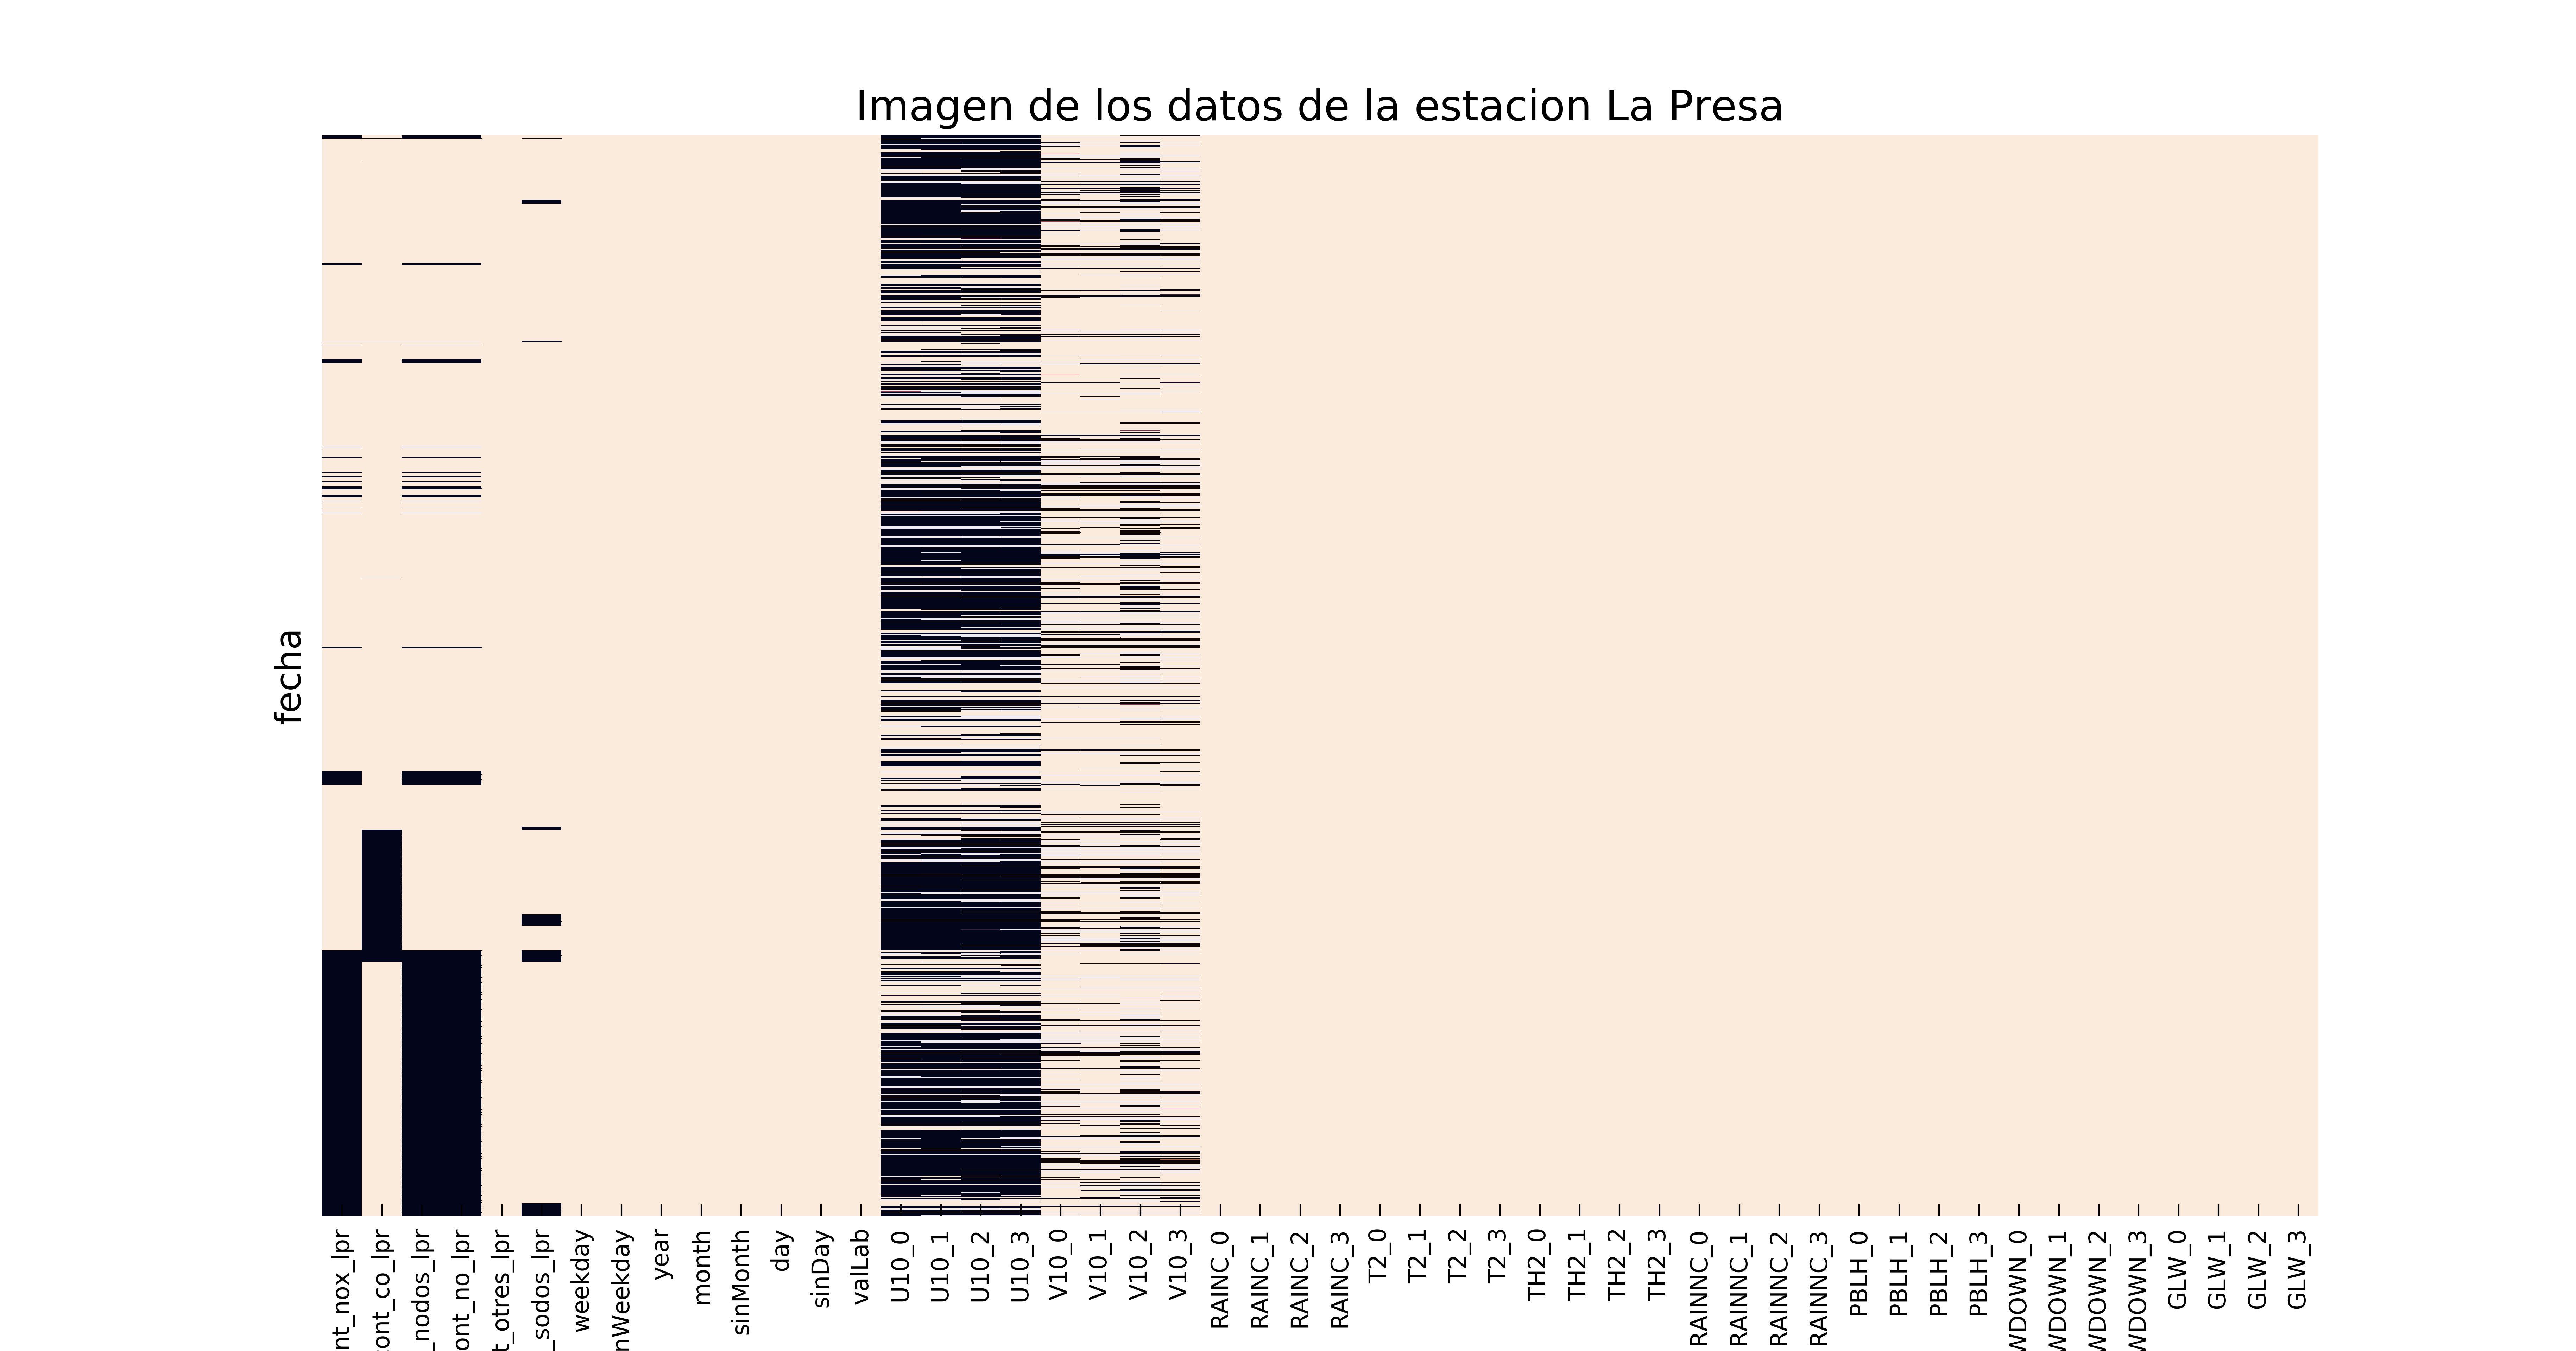 Imagen de los datos de la estacion La Presa
fecha
nt_nox_lpr
ont_co_lpr
_nodos_lpr
ont_no_lpr
t_otres_lpr
_sodos_lpr
weekday
nWeekday
year
month
sinMonth
day
sinDay
valLab
U10_0
U10_1
U10_2
U10_3
V10_0
V10_1
V10_2
V10_3
RAINC_0
RAINC_1
RAINC_2
RAINC_3
T2_0
T2_1
T2_2
T2_3
TH2_0
TH2_1
TH2_2
TH2_3
RAINNC_0
RAINNC_1
RAINNC_2
RAINNC_3
PBLH_0
PBLH_1
PBLH_2
PBLH_3
WDOWN_0
WDOWN_1
WDOWN_2
WDOWN_3
GLW_0
GLW_1
GLW_2
GLW_3